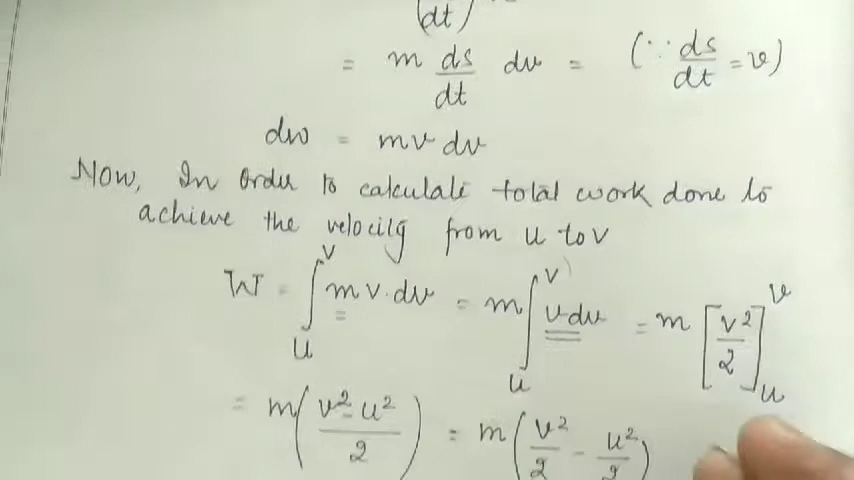 (dt)
= m ds/dt dv = (∵ ds/dt = v)
dw = mv dv
Now, In Order to calculate total work done to
achieve the velocity from u to v
W = ∫_U^V m v. dv = m ∫_u^V v dv = m [v²/2]_u^v
= m( v² - u² / 2 ) = m( v²/2 - u²/2 )